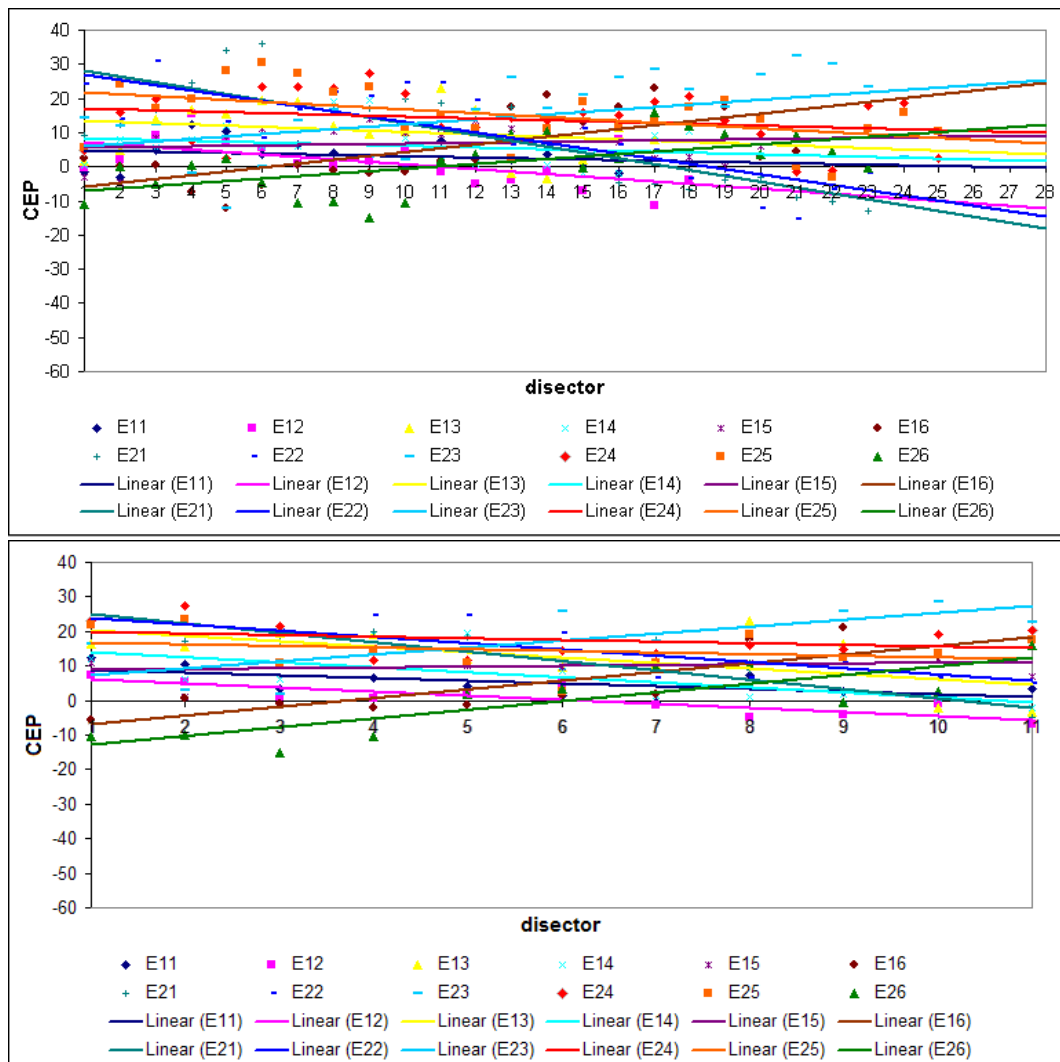 40
30
20
10
0
-10
-20
-30
-40
-50
-60
CEP
1 2 3 4 5 6 7 8 9 10 11 12 13 14 15 16 17 18 19 20 21 22 23 24 25 26 27 28
disector
E11 E12 E13 E14 E15 E16
E21 E22 E23 E24 E25 E26
Linear (E11) Linear (E12) Linear (E13) Linear (E14) Linear (E15) Linear (E16)
Linear (E21) Linear (E22) Linear (E23) Linear (E24) Linear (E25) Linear (E26)
40
30
20
10
0
-10
-20
-30
-40
-50
-60
CEP
1 2 3 4 5 6 7 8 9 10 11
disector
E11 E12 E13 E14 E15 E16
E21 E22 E23 E24 E25 E26
Linear (E11) Linear (E12) Linear (E13) Linear (E14) Linear (E15) Linear (E16)
Linear (E21) Linear (E22) Linear (E23) Linear (E24) Linear (E25) Linear (E26)